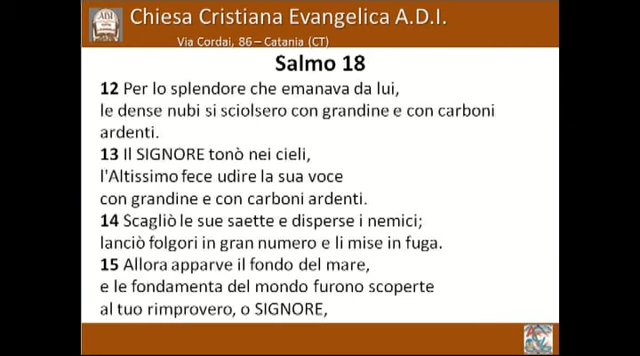 Chiesa Cristiana Evangelica A.D.I.
Via Cordai, 86 – Catania (CT)
Salmo 18
12 Per lo splendore che emanava da lui,
le dense nubi si sciolsero con grandine e con carboni
ardenti.
13 Il SIGNORE tonò nei cieli,
l'Altissimo fece udire la sua voce
con grandine e con carboni ardenti.
14 Scagliò le sue saette e disperse i nemici;
lanciò folgori in gran numero e li mise in fuga.
15 Allora apparve il fondo del mare,
e le fondamenta del mondo furono scoperte
al tuo rimprovero, o SIGNORE,